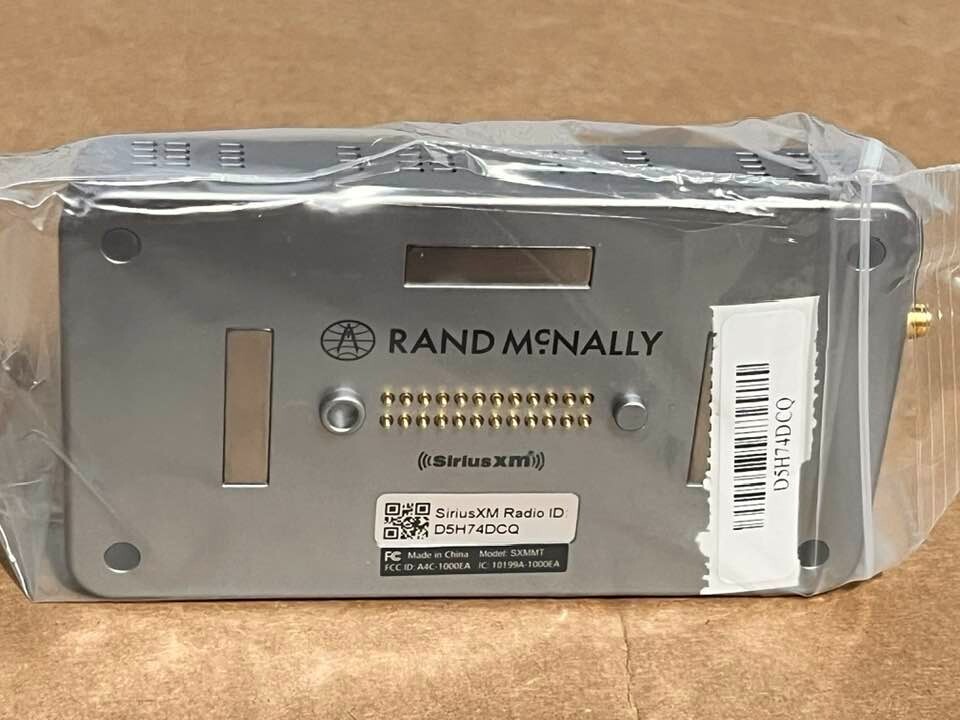 RAND MCNALLY
((SiriusXM))
SiriusXM Radio ID:
D5H74DCQ
FC Made in China Model: SXMMT
FCC ID: A4C-1000EA IC: 10199A-1000EA
D5H74DCQ